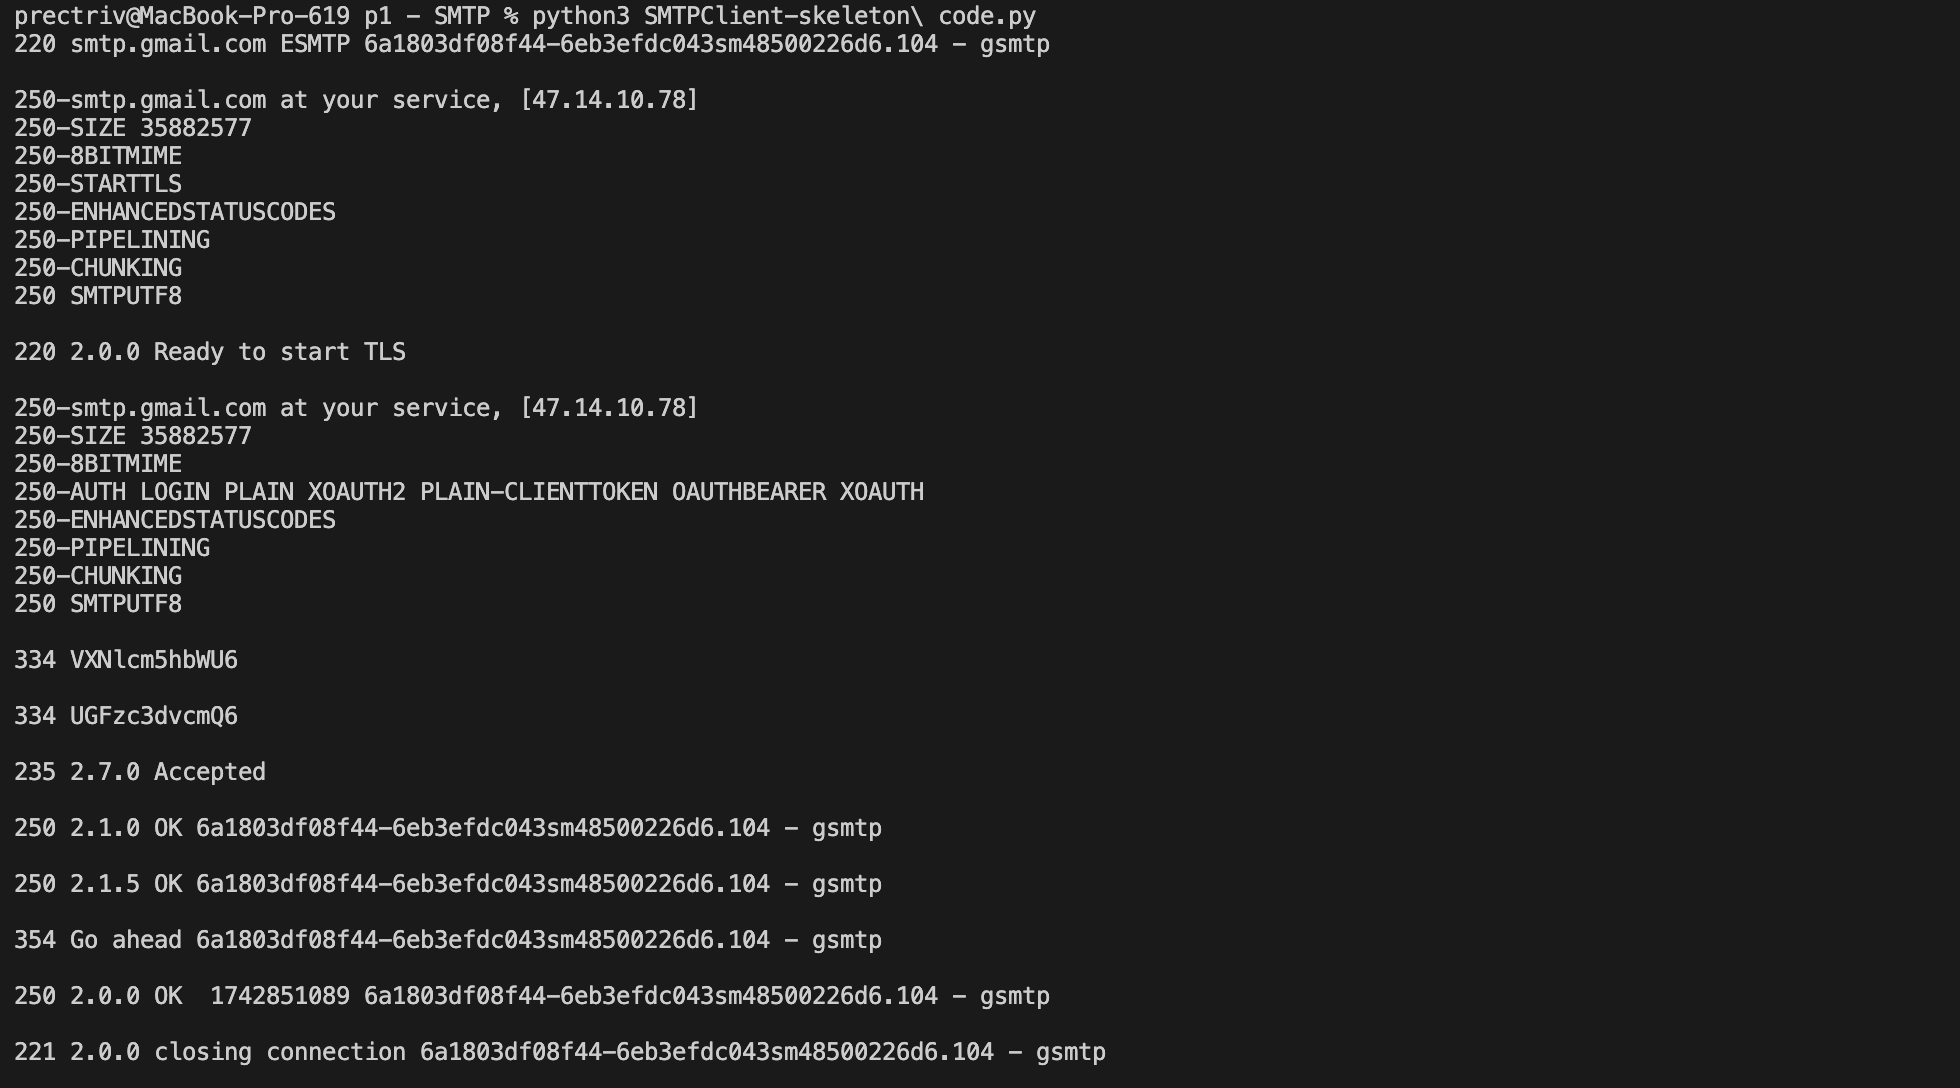 prectriv@MacBook-Pro-619 p1 - SMTP % python3 SMTPClient-skeleton\ code.py
220 smtp.gmail.com ESMTP 6a1803df08f44-6eb3efdc043sm48500226d6.104 - gsmtp
250-smtp.gmail.com at your service, [47.14.10.78]
250-SIZE 35882577
250-8BITMIME
250-STARTTLS
250-ENHANCEDSTATUSCODES
250-PIPELINING
250-CHUNKING
250 SMTPUTF8
220 2.0.0 Ready to start TLS
250-smtp.gmail.com at your service, [47.14.10.78]
250-SIZE 35882577
250-8BITMIME
250-AUTH LOGIN PLAIN XOAUTH2 PLAIN-CLIENTTOKEN OAUTHBEARER XOAUTH
250-ENHANCEDSTATUSCODES
250-PIPELINING
250-CHUNKING
250 SMTPUTF8
334 VXNlcm5hbWU6
334 UGFzc3dvcmQ6
235 2.7.0 Accepted
250 2.1.0 OK 6a1803df08f44-6eb3efdc043sm48500226d6.104 - gsmtp
250 2.1.5 OK 6a1803df08f44-6eb3efdc043sm48500226d6.104 - gsmtp
354 Go ahead 6a1803df08f44-6eb3efdc043sm48500226d6.104 - gsmtp
250 2.0.0 OK  1742851089 6a1803df08f44-6eb3efdc043sm48500226d6.104 - gsmtp
221 2.0.0 closing connection 6a1803df08f44-6eb3efdc043sm48500226d6.104 - gsmtp